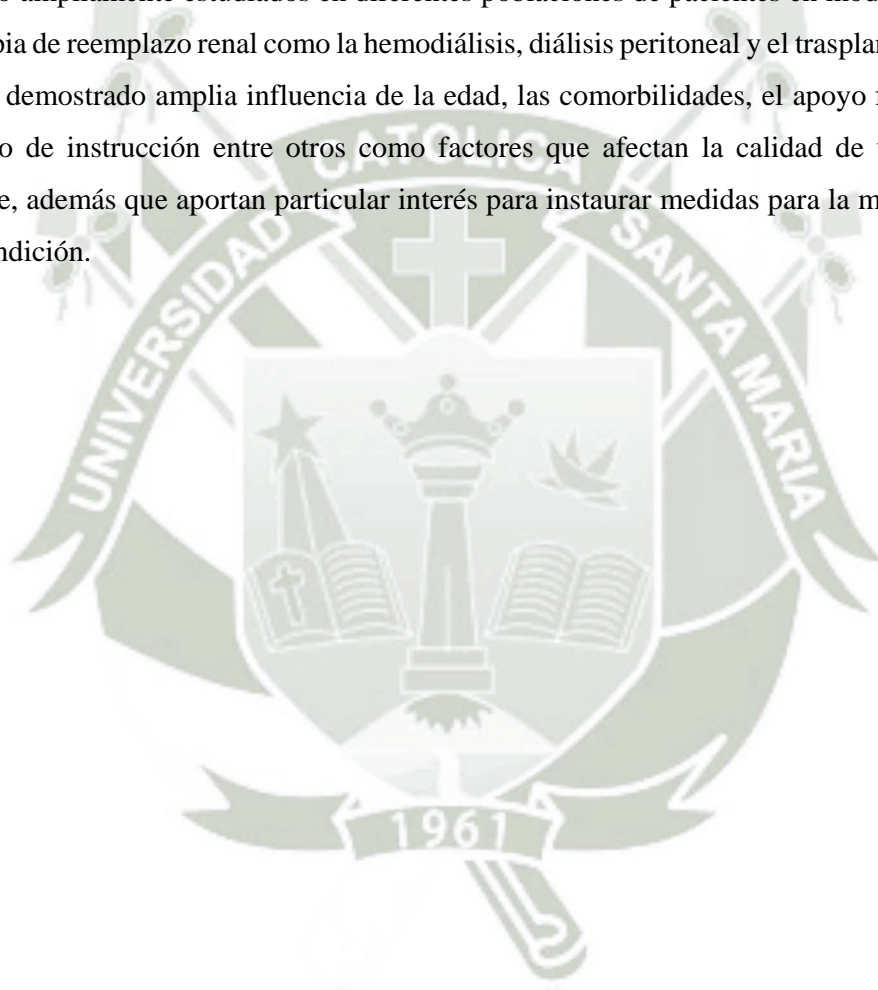 o ampliamente estudiados en diferentes poblaciones de pacientes en mod
pia de reemplazo renal como la hemodiálisis, diálisis peritoneal y el trasplan
demostrado amplia influencia de la edad, las comorbilidades, el apoyo
o de instrucción entre otros como factores que afectan la calidad de
e, además que aportan particular interés para instaurar medidas para la m
ndición.
UNIVERSIDAD CATOLICA SANTA MARIA
1961